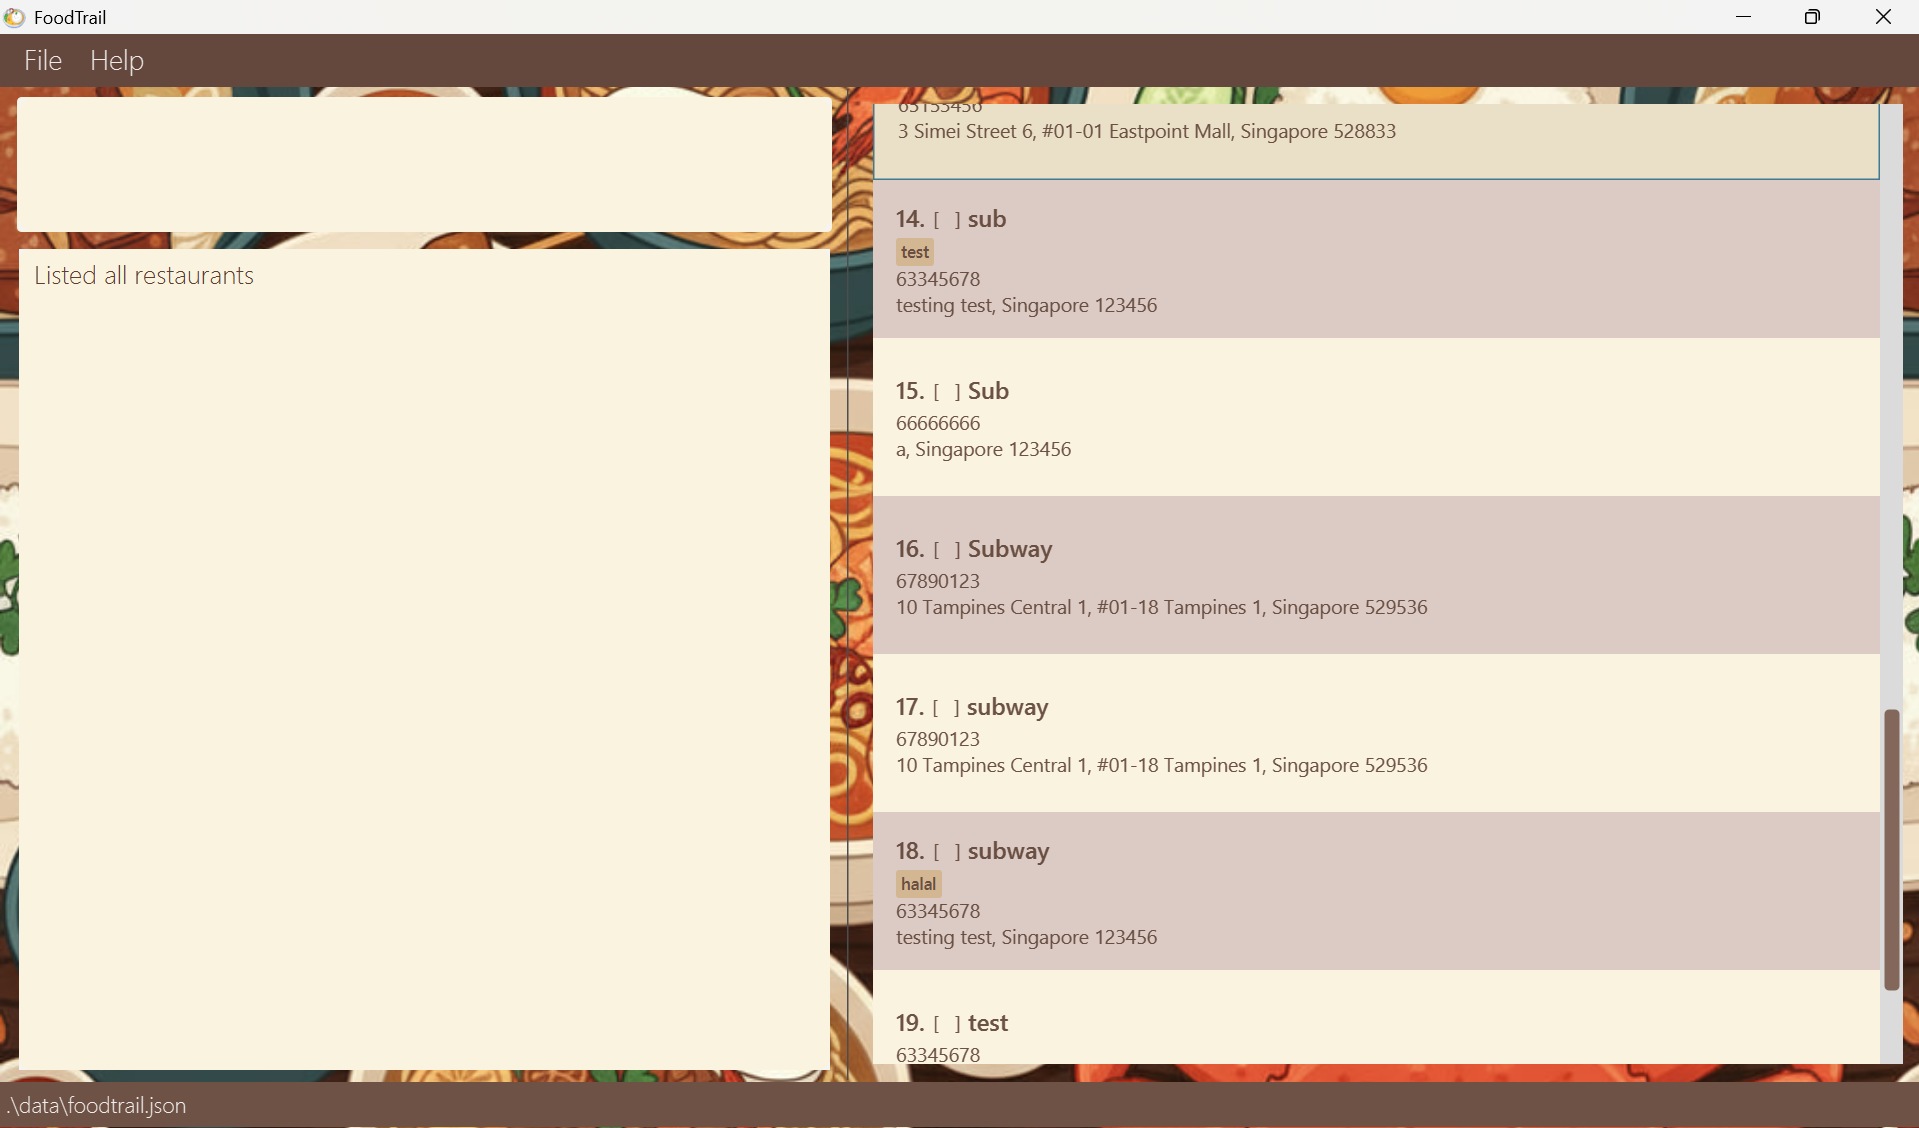 FoodTrail
File Help
Listed all restaurants
3 Simei Street 6, #01-01 Eastpoint Mall, Singapore 528833
14. [ ] sub
test
63345678
testing test, Singapore 123456
15. [ ] Sub
66666666
a, Singapore 123456
16. [ ] Subway
67890123
10 Tampines Central 1, #01-18 Tampines 1, Singapore 529536
17. [ ] subway
67890123
10 Tampines Central 1, #01-18 Tampines 1, Singapore 529536
18. [ ] subway
halal
63345678
testing test, Singapore 123456
19. [ ] test
63345678
.\data\foodtrail.json